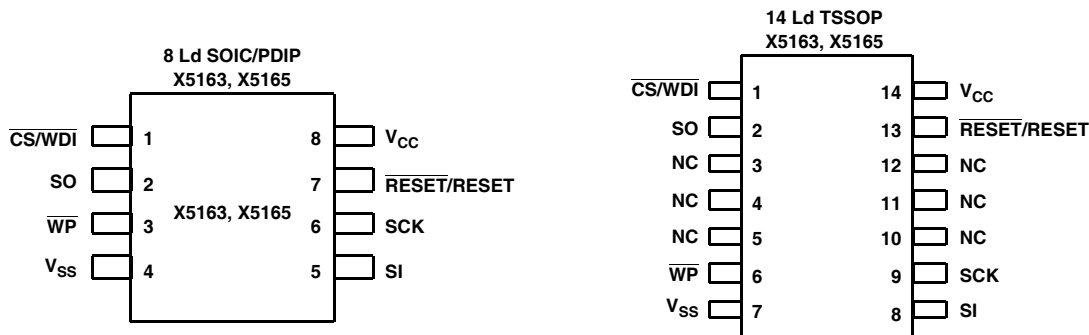 8 Ld SOIC/PDIP
X5163, X5165
CS/WDI 1 8 VCC
SO 2 7 RESET/RESET
X5163, X5165
WP 3 6 SCK
VSS 4 5 SI
14 Ld TSSOP
X5163, X5165
CS/WDI 1 14 VCC
SO 2 13 RESET/RESET
NC 3 12 NC
NC 4 11 NC
NC 5 10 NC
WP 6 9 SCK
VSS 7 8 SI